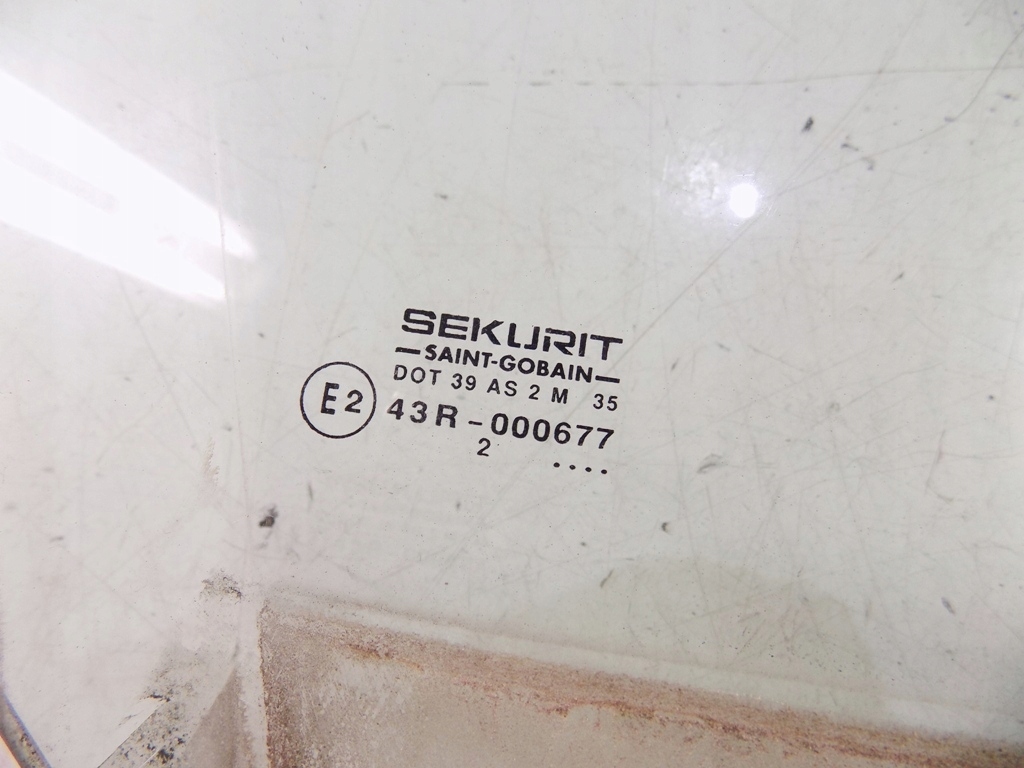 SEKURIT
—SAINT-GOBAIN—
DOT 39 AS 2 M 35
E2 43R-000677
2 ....